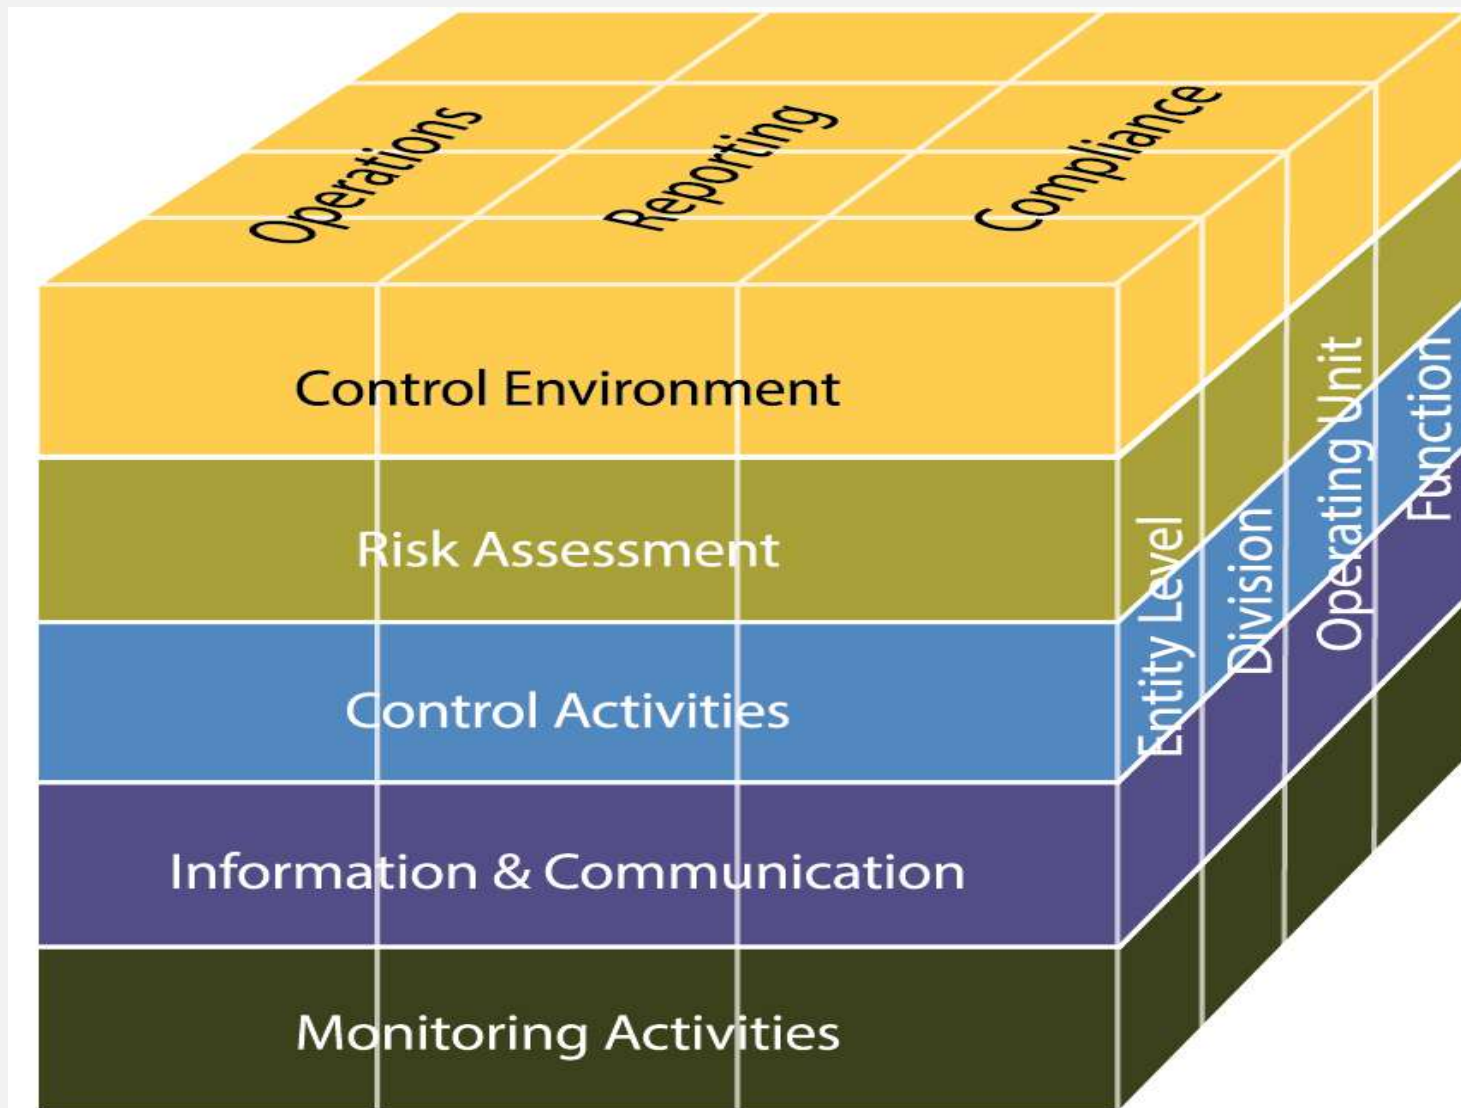 Operations
Reporting
Compliance
Control Environment
Risk Assessment
Control Activities
Information & Communication
Monitoring Activities
Entity Level
Division
Operating Unit
Function